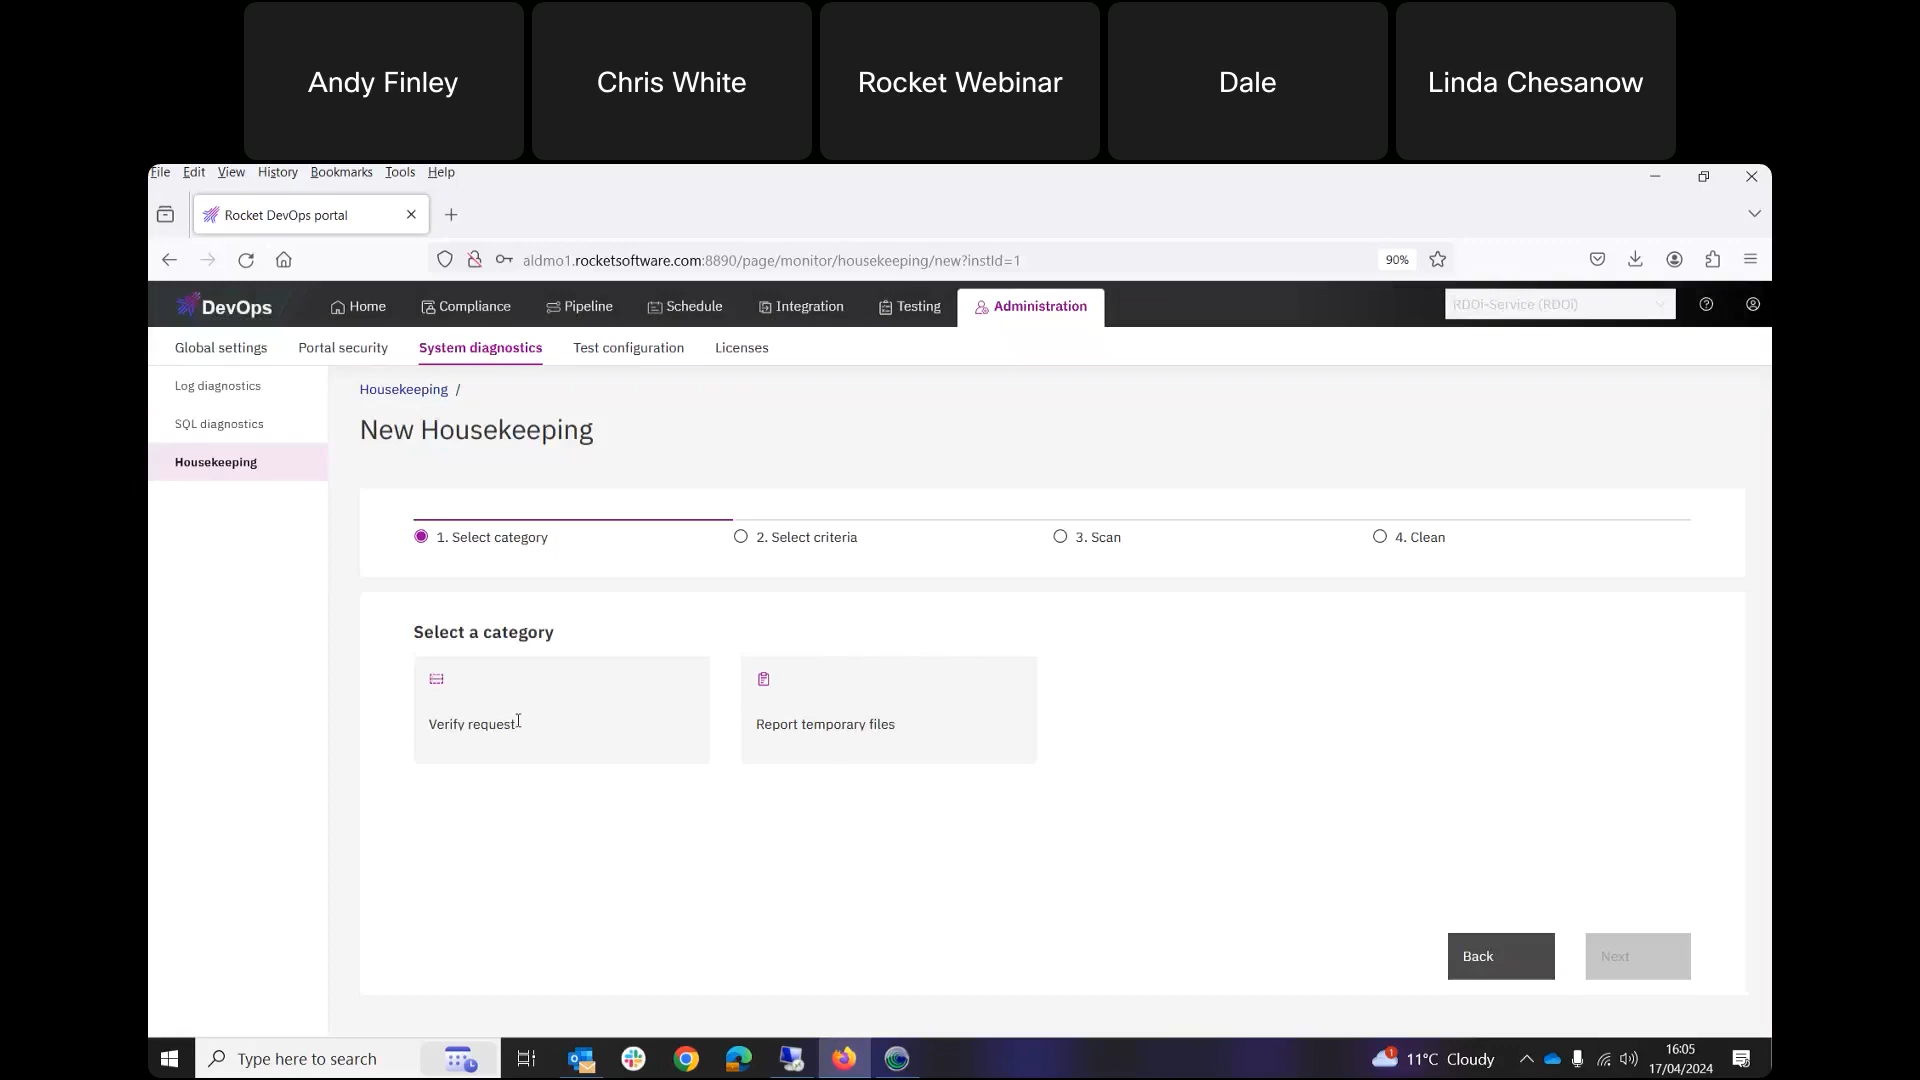 Andy Finley
Chris White
Rocket Webinar
Dale
Linda Chesanow
File Edit View History Bookmarks Tools Help
Rocket DevOps portal
aldmo1.rocketsoftware.com:8890/page/monitor/housekeeping/new?instId=1
90%
DevOps
Home
Compliance
Pipeline
Schedule
Integration
Testing
Administration
RDOi-Service (RDOi)
Global settings
Portal security
System diagnostics
Test configuration
Licenses
Log diagnostics
SQL diagnostics
Housekeeping
Housekeeping /
New Housekeeping
1. Select category
2. Select criteria
3. Scan
4. Clean
Select a category
Verify request
Report temporary files
Back
Next
Type here to search
1
11°C Cloudy
16:05
17/04/2024